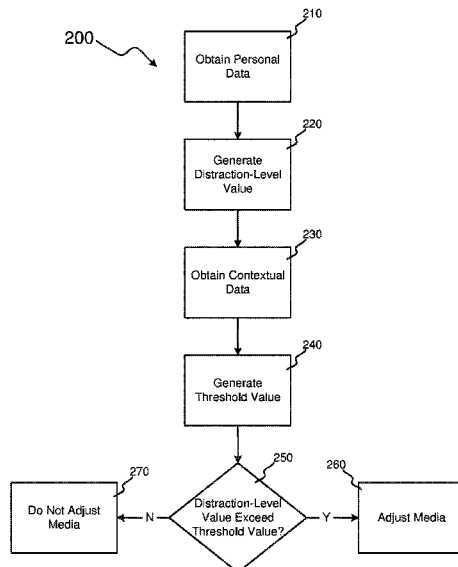 200
210
Obtain Personal
Data
220
Generate
Distraction-Level
Value
230
Obtain Contextual
Data
240
Generate
Threshold Value
250
Distraction-Level
Value Exceed
Threshold Value?
N
Y
270
Do Not Adjust
Media
260
Adjust Media